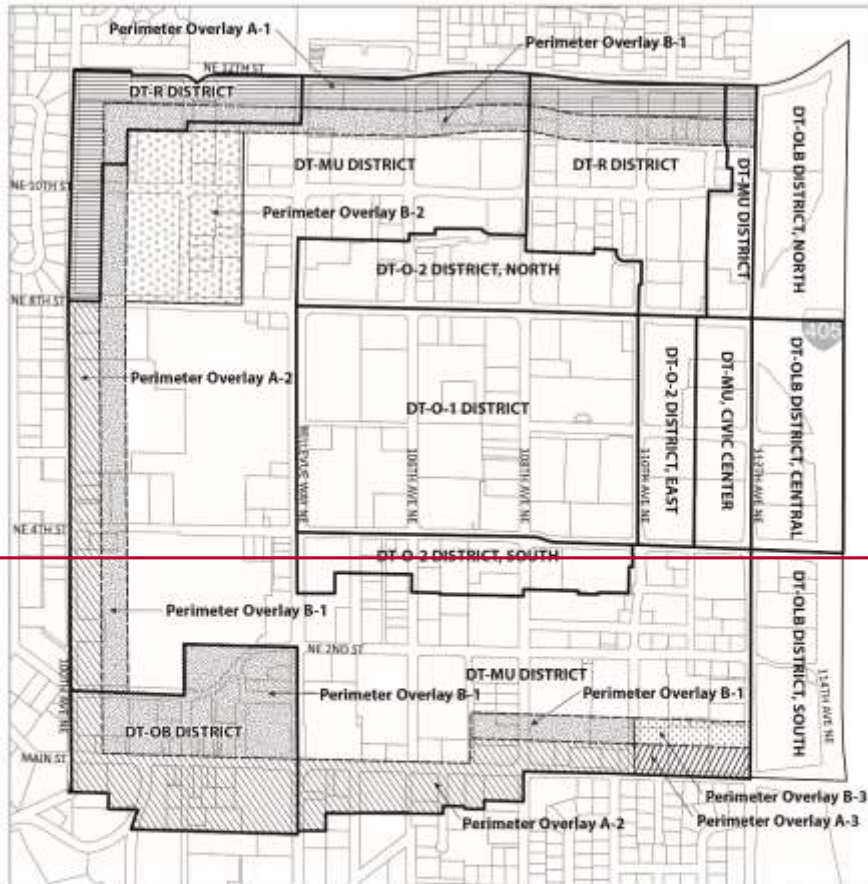 Perimeter Overlay A-1
Perimeter Overlay B-1
NE 12TH ST
DT-R DISTRICT
DT-MU DISTRICT
DT-R DISTRICT
DT-MU DISTRICT
DT-OLB DISTRICT, NORTH
NE 10TH ST
Perimeter Overlay B-2
DT-O-2 DISTRICT, NORTH
NE 8TH ST
405
Perimeter Overlay A-2
DT-O-1 DISTRICT
DT-O-2 DISTRICT, EAST
DT-MU, CIVIC CENTER
DT-OLB DISTRICT, CENTRAL
BELLEVUE WAY NE
106TH AVE NE
108TH AVE NE
110TH AVE NE
112TH AVE NE
NE 4TH ST
DT-O-2 DISTRICT, SOUTH
Perimeter Overlay B-1
NE 2ND ST
DT-MU DISTRICT
DT-OLB DISTRICT, SOUTH
114TH AVE NE
100TH AVE NE
Perimeter Overlay B-1
Perimeter Overlay B-1
DT-OB DISTRICT
MAIN ST
Perimeter Overlay B-3
Perimeter Overlay A-2
Perimeter Overlay A-3